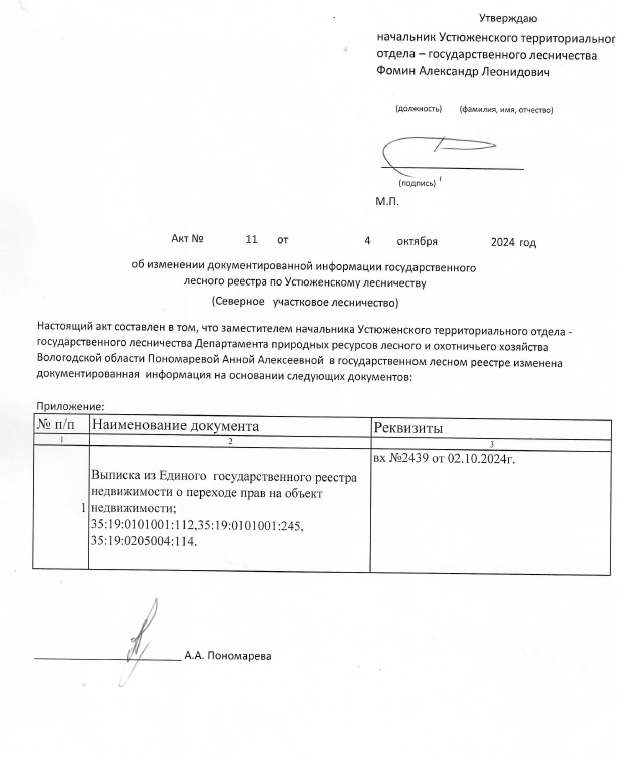 Утверждаю
начальник Устюженского территориальног
отдела – государственного лесничества
Фомин Александр Леонидович
(должность) (фамилия, имя, отчество)
(подпись)
М.П.
Акт № 11 от 4 октября 2024 год
об изменении документированной информации государственного
лесного реестра по Устюженскому лесничеству
(Северное участковое лесничество)
Настоящий акт составлен в том, что заместителем начальника Устюженского территориального отдела -
государственного лесничества Департамента природных ресурсов лесного и охотничьего хозяйства
Вологодской области Пономаревой Анной Алексеевной в государственном лесном реестре изменена
документированная информация на основании следующих документов:
Приложение:
№ п/п Наименование документа Реквизиты
1 2 3
вх №2439 от 02.10.2024г.
Выписка из Единого государственного реестра
недвижимости о переходе прав на объект
1 недвижимости;
35:19:0101001:112,35:19:0101001:245,
35:19:0205004:114.
А.А. Пономарева